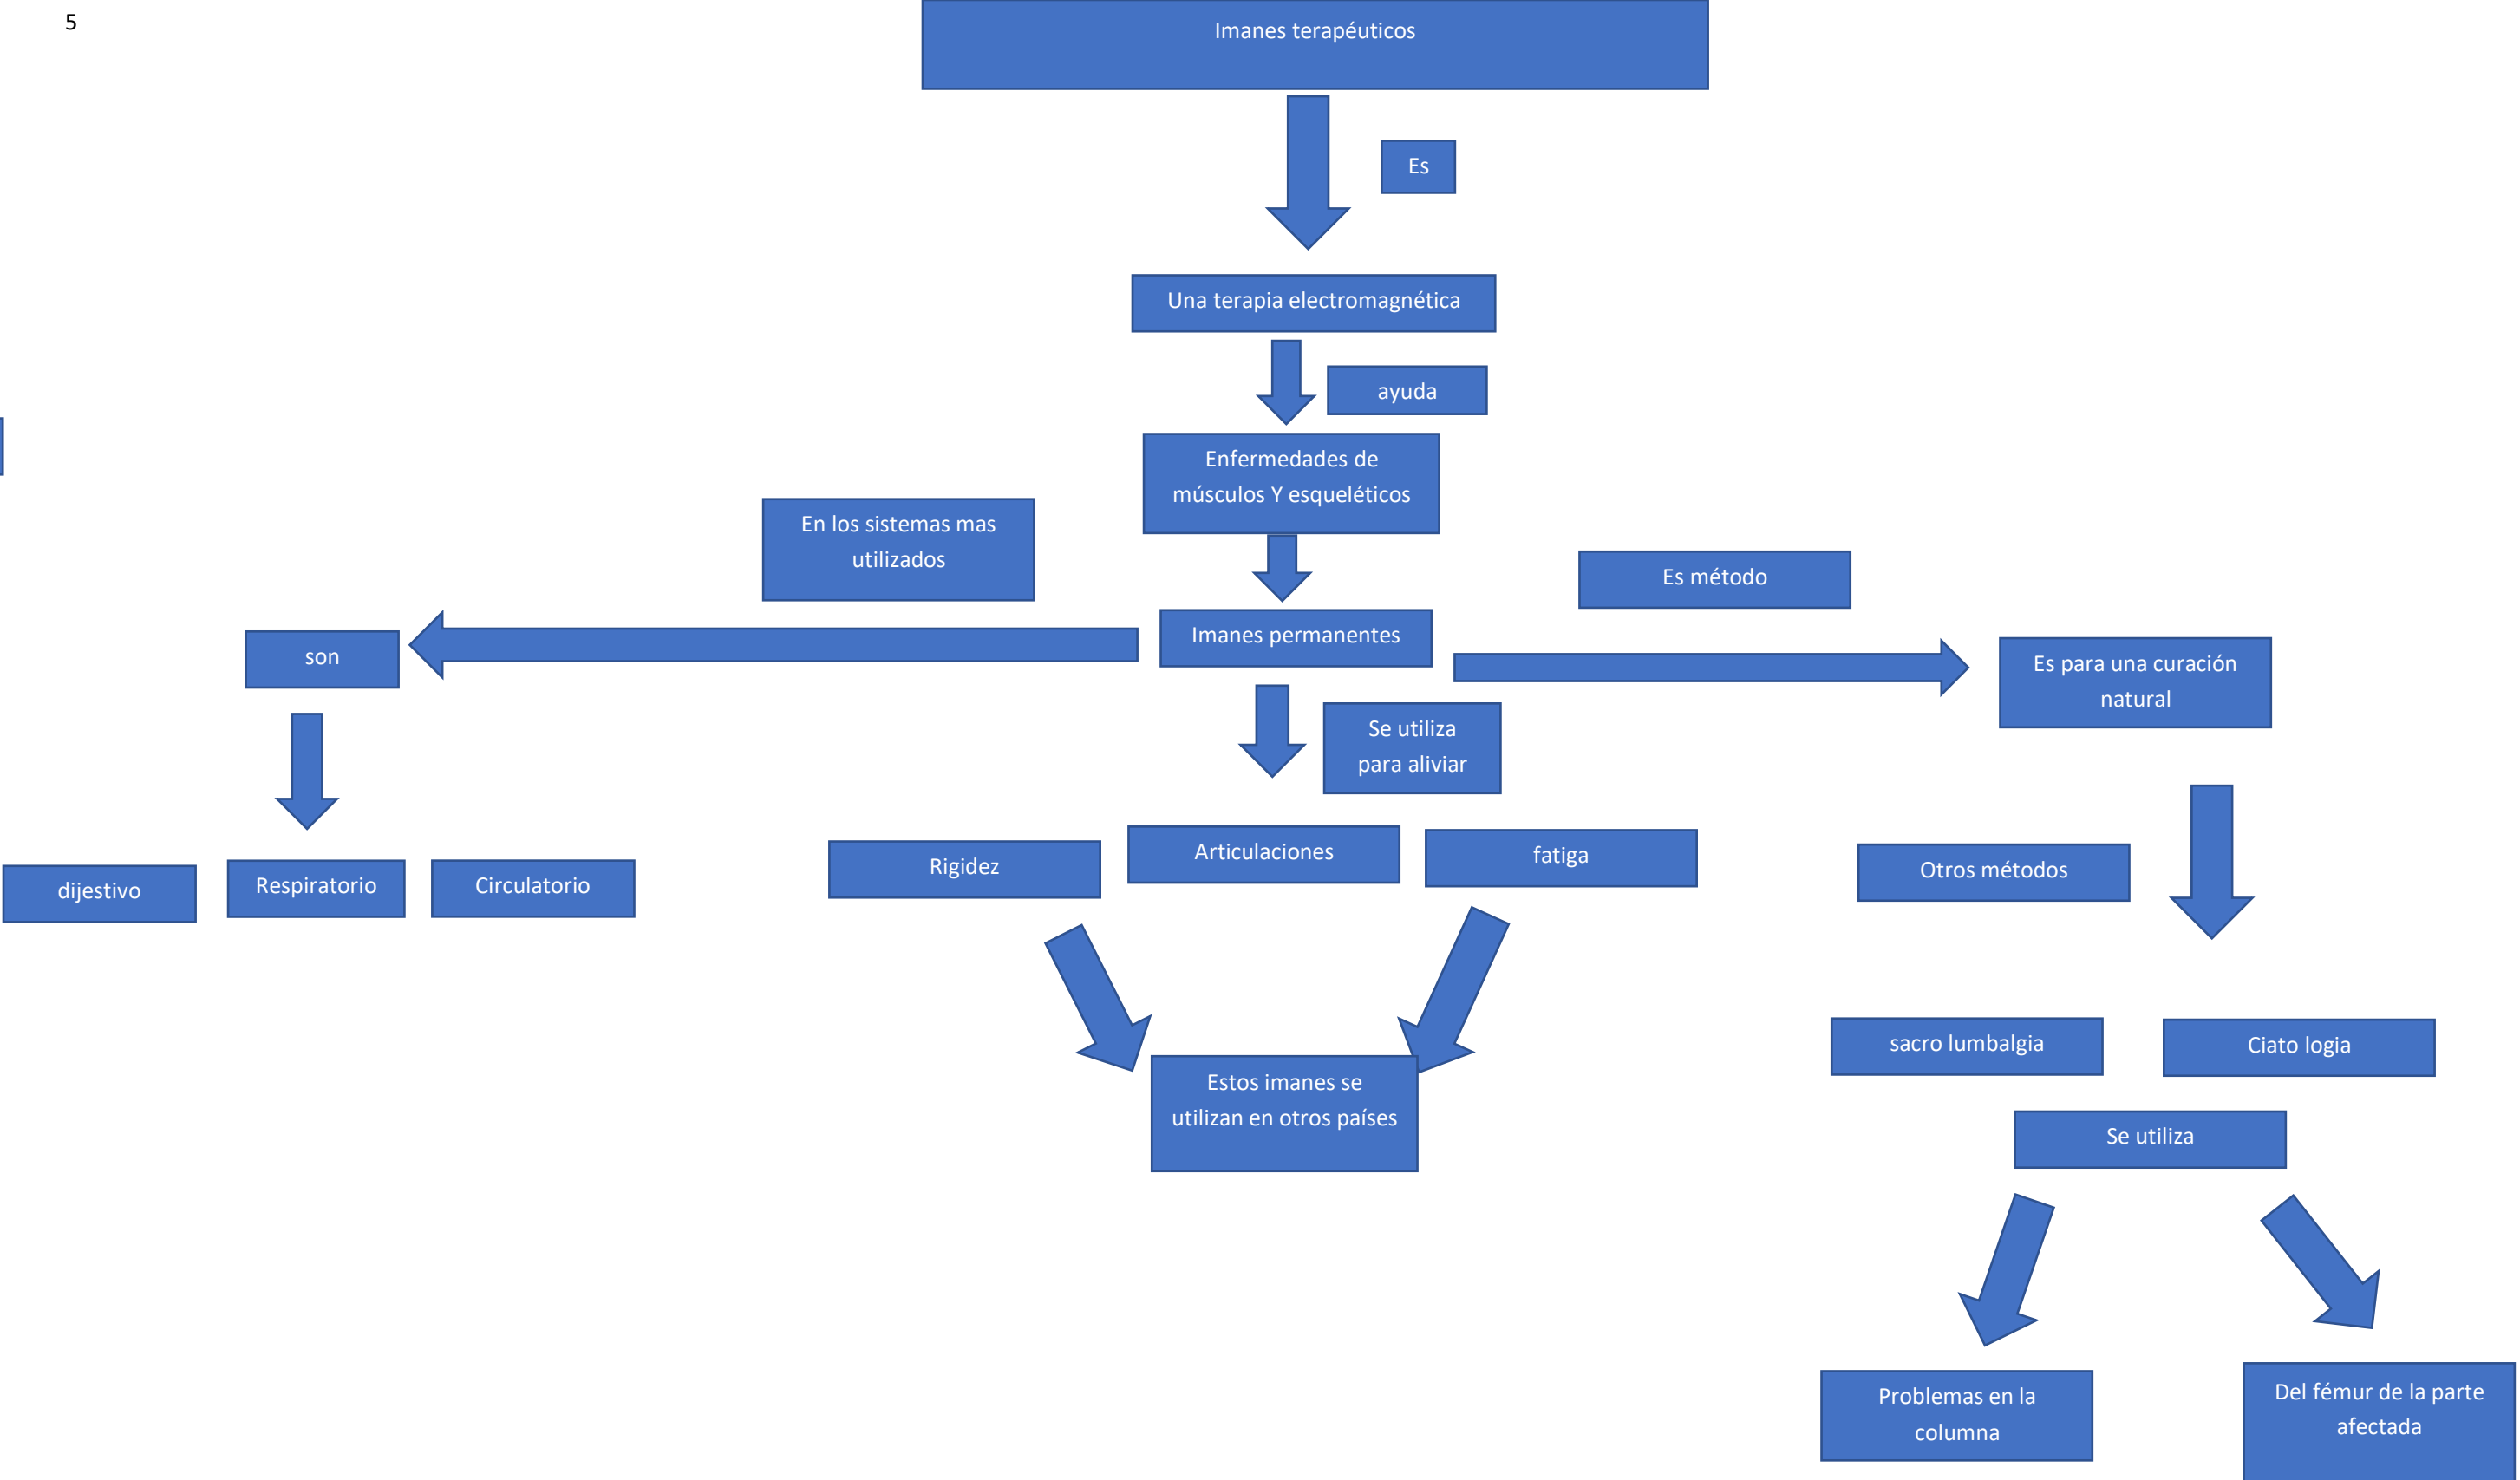 5
Imanes terapéuticos
Es
Una terapia electromagnética
ayuda
Enfermedades de
músculos Y esqueléticos
En los sistemas mas
utilizados
Es método
son
Imanes permanentes
Es para una curación
natural
Se utiliza
para aliviar
dijestivo
Respiratorio
Circulatorio
Rigidez
Articulaciones
fatiga
Otros métodos
sacro lumbalgia
Ciato logia
Estos imanes se
utilizan en otros países
Se utiliza
Problemas en la
columna
Del fémur de la parte
afectada